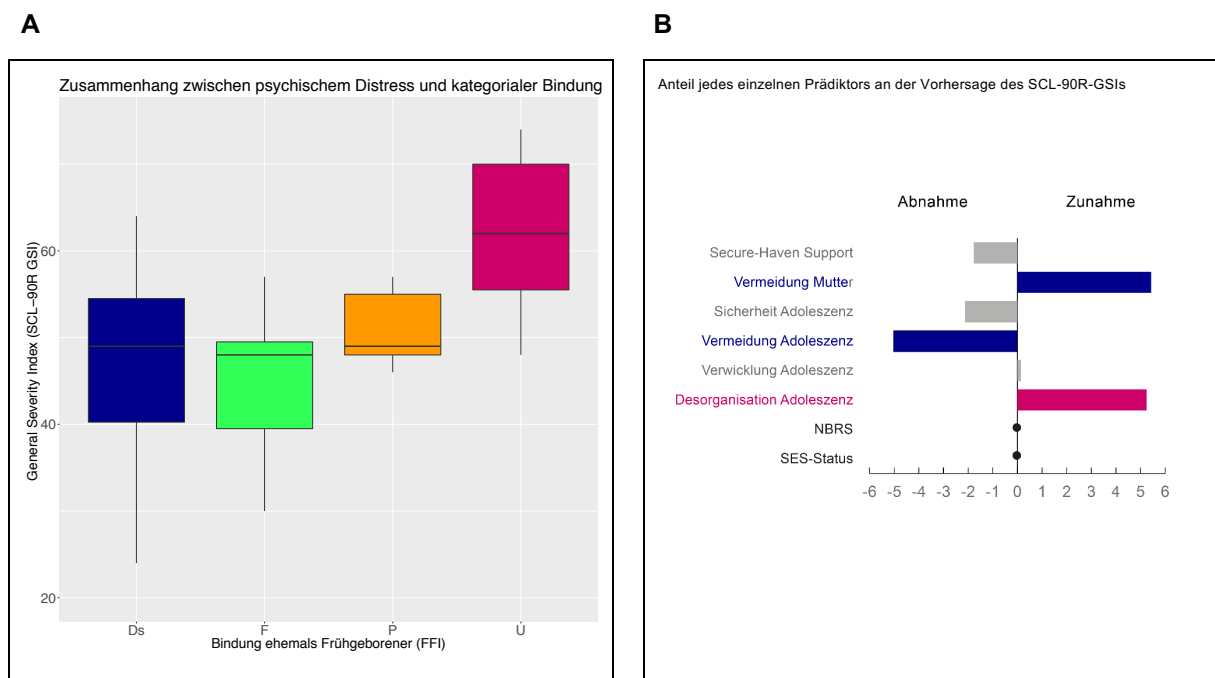 A
Zusammenhang zwischen psychischem Distress und kategorialer Bindung
General Severity Index (SCL–90R GSI)
60
40
20
Ds
F
P
U
Bindung ehemals Frühgeborener (FFI)
B
Anteil jedes einzelnen Prädiktors an der Vorhersage des SCL-90R-GSIs
Abnahme Zunahme
Secure-Haven Support
Vermeidung Mutter
Sicherheit Adoleszenz
Vermeidung Adoleszenz
Verwicklung Adoleszenz
Desorganisation Adoleszenz
NBRS
SES-Status
-6 -5 -4 -3 -2 -1 0 1 2 3 4 5 6